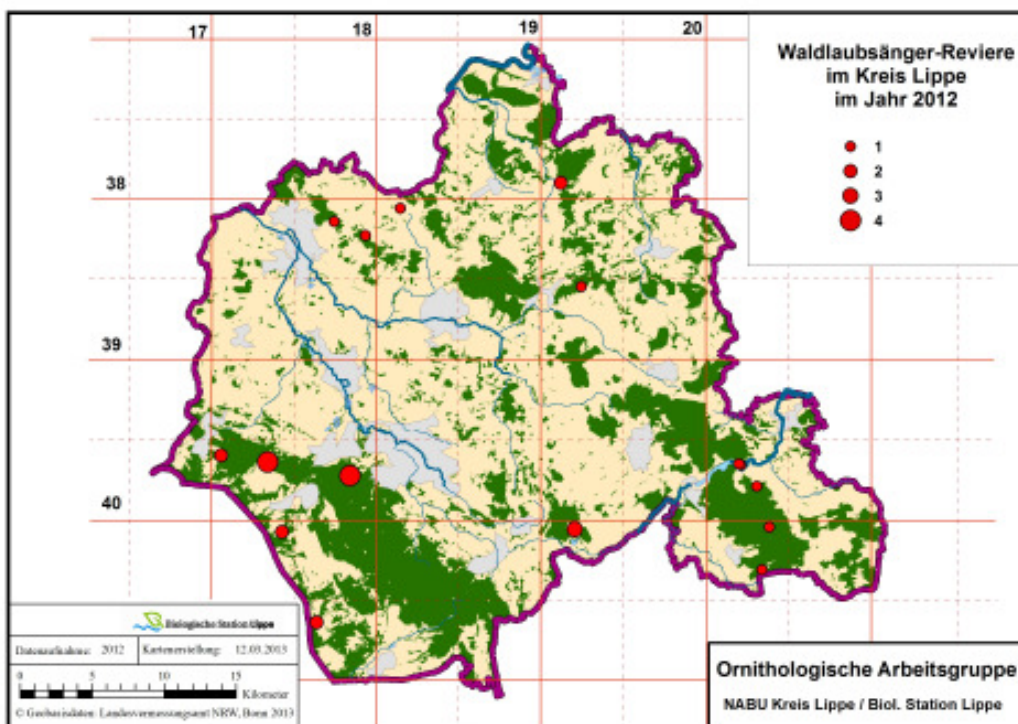 17 18 19 20
Waldlaubsänger-Reviere
im Kreis Lippe
im Jahr 2012
1
2
3
4
38
39
40
Biologische Station Lippe
Datenaufnahme: 2012 Kartenerstellung: 12.03.2013
0 5 10 15
Kilometer
© Geobasisdaten: Landesvermessungsamt NRW, Bonn 2013
Ornithologische Arbeitsgruppe
NABU Kreis Lippe / Biol. Station Lippe